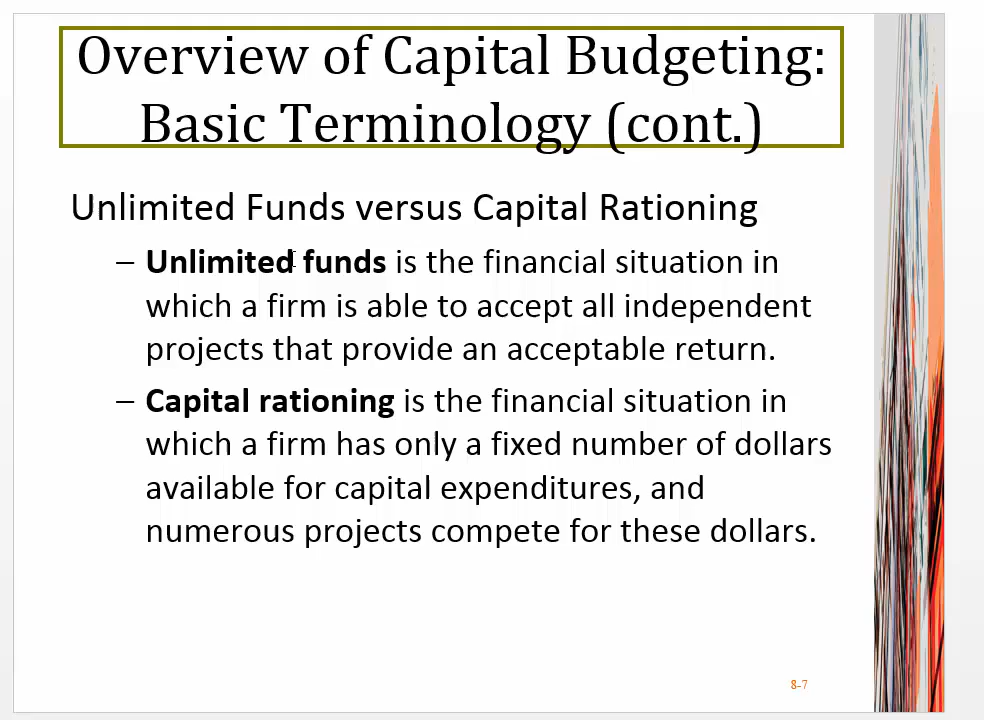 Overview of Capital Budgeting:
Basic Terminology (cont.)
Unlimited Funds versus Capital Rationing
– Unlimited funds is the financial situation in
which a firm is able to accept all independent
projects that provide an acceptable return.
– Capital rationing is the financial situation in
which a firm has only a fixed number of dollars
available for capital expenditures, and
numerous projects compete for these dollars.
8-7